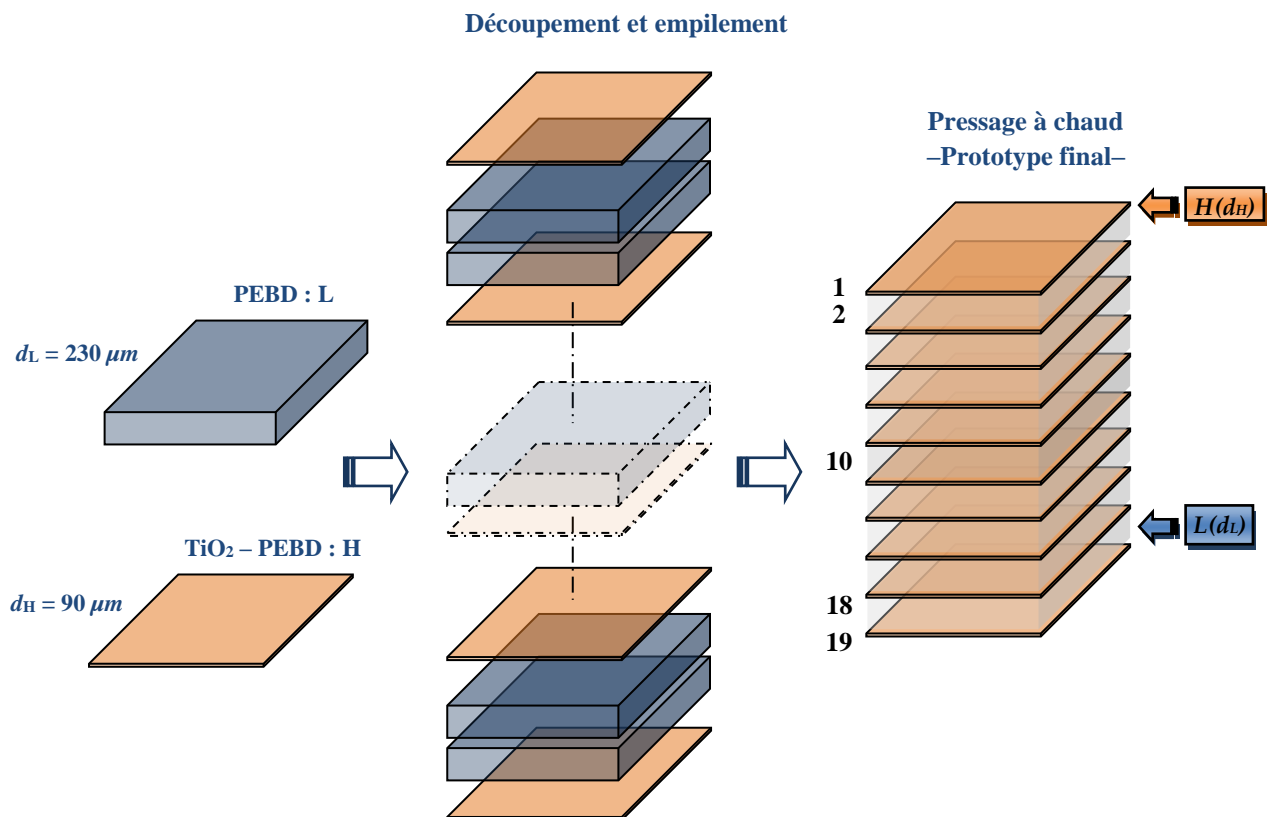 Découpement et empilement
Pressage à chaud
–Prototype final–
H(dH)
PEBD : L
dL = 230 µm
1
2
10
L(dL)
TiO2 – PEBD : H
dH = 90 µm
18
19